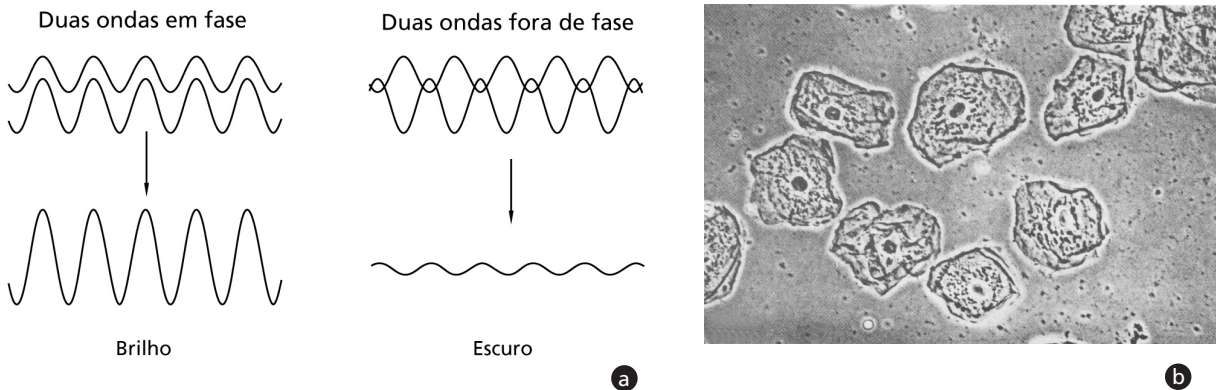 Duas ondas em fase
Duas ondas fora de fase
Brilho
Escuro
a
b